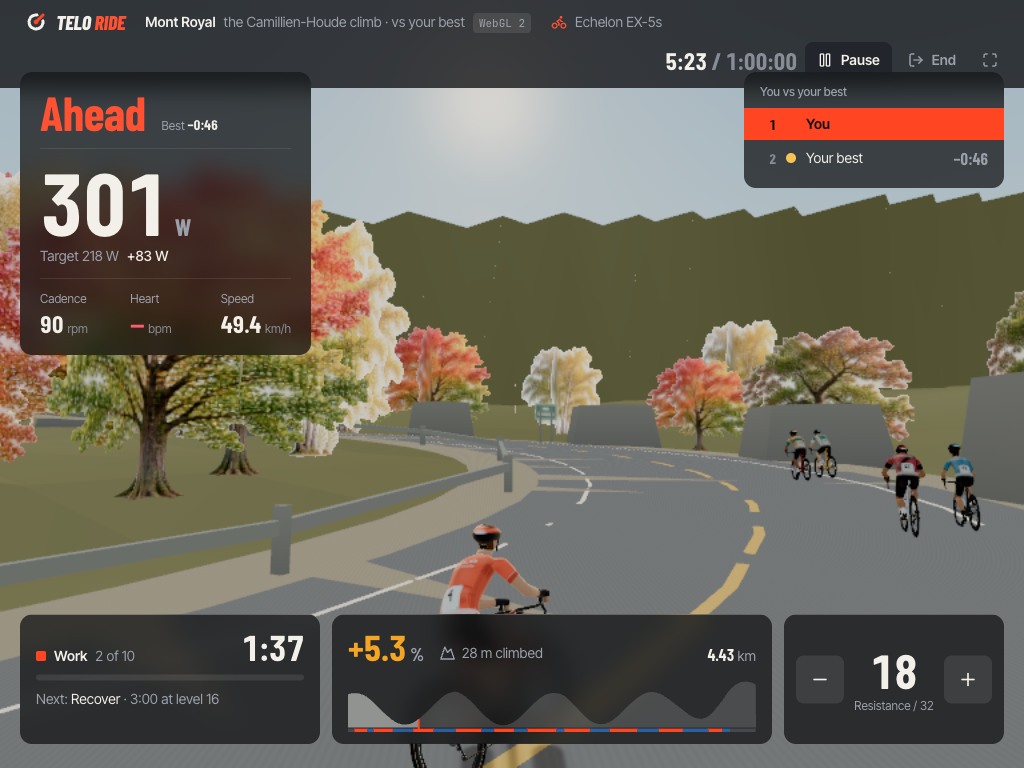 TELO RIDE Mont Royal the Camillien-Houde climb · vs your best WebGL 2 Echelon EX-5s
5:23 / 1:00:00 Pause End
Ahead Best −0:46
301 W
Target 218 W +83 W
Cadence Heart Speed
90 rpm — bpm 49.4 km/h
You vs your best
1 You
2 Your best −0:46
Work 2 of 10 1:37
Next: Recover · 3:00 at level 16
+5.3 % 28 m climbed 4.43 km
− 18 +
Resistance / 32